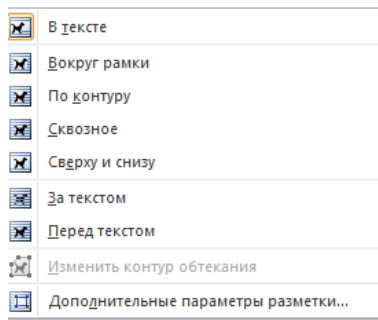 В тексте
Вокруг рамки
По контуру
Сквозное
Сверху и снизу
За текстом
Перед текстом
Изменить контур обтекания
Дополнительные параметры разметки...